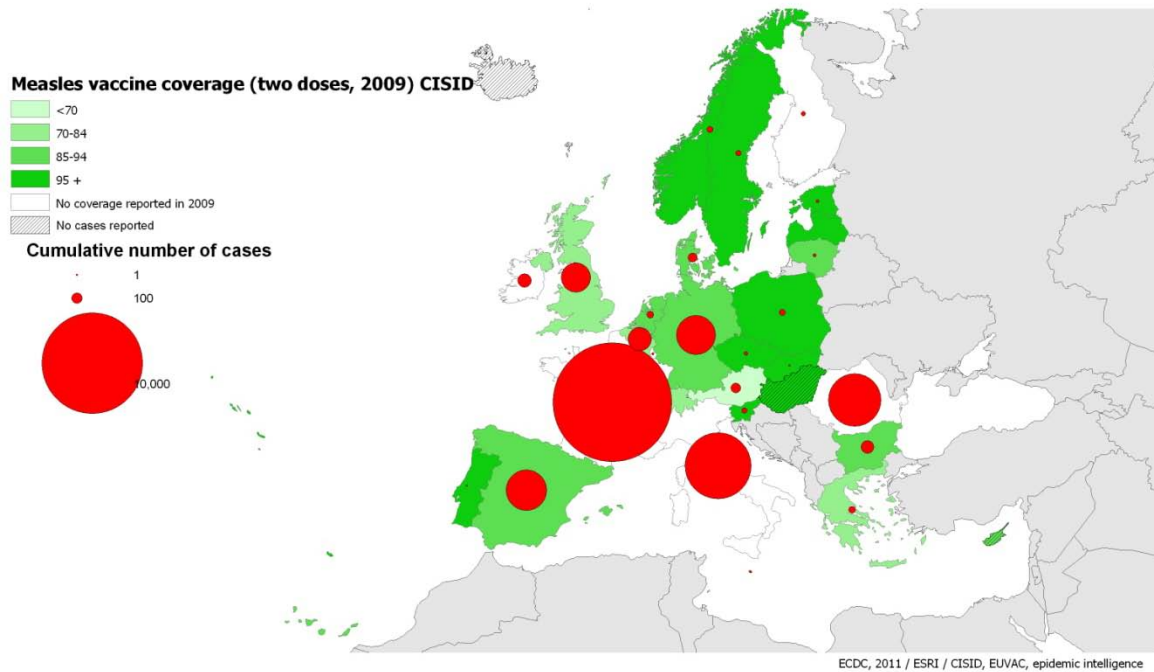 Measles vaccine coverage (two doses, 2009) CISID
<70
70-84
85-94
95 +
No coverage reported in 2009
No cases reported
Cumulative number of cases
1
100
10,000
ECDC, 2011 / ESRI / CISID, EUVAC, epidemic intelligence